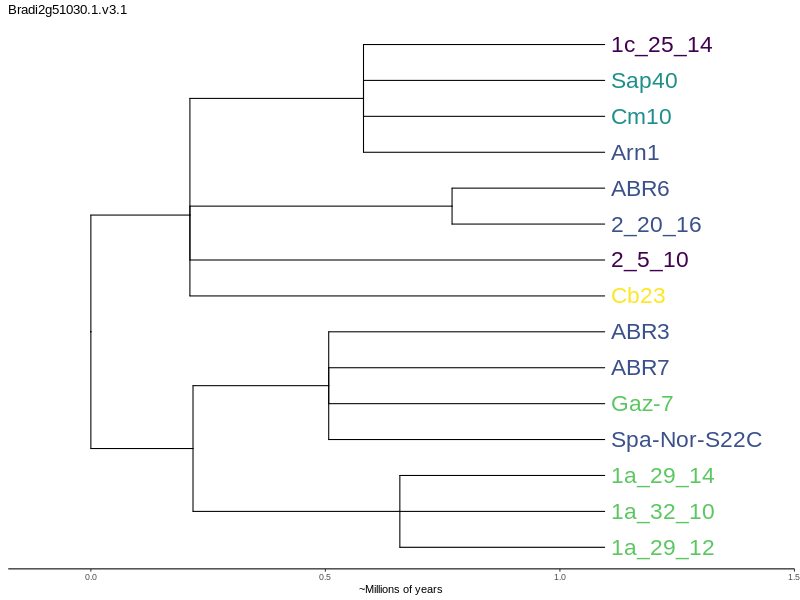 Bradi2g51030.1.v3.1
1c_25_14
Sap40
Cm10
Arn1
ABR6
2_20_16
2_5_10
Cb23
ABR3
ABR7
Gaz-7
Spa-Nor-S22C
1a_29_14
1a_32_10
1a_29_12
0.0 0.5 1.0 1.5
~Millions of years